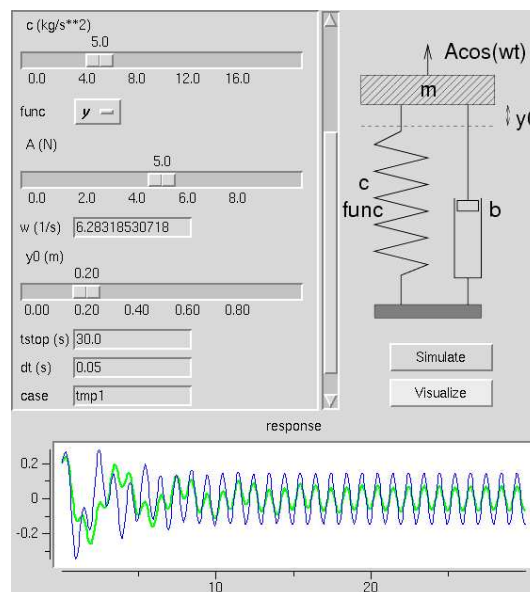 c (kg/s**2)
5.0
0.0 4.0 8.0 12.0 16.0
func y
A (N)
5.0
0.0 2.0 4.0 6.0 8.0
w (1/s) 6.28318530718
y0 (m)
0.20
0.00 0.20 0.40 0.60 0.80
tstop (s) 30.0
dt (s) 0.05
case tmp1
Acos(wt)
m
y0
c
func
b
Simulate
Visualize
response
0.2
0
-0.2
10 20